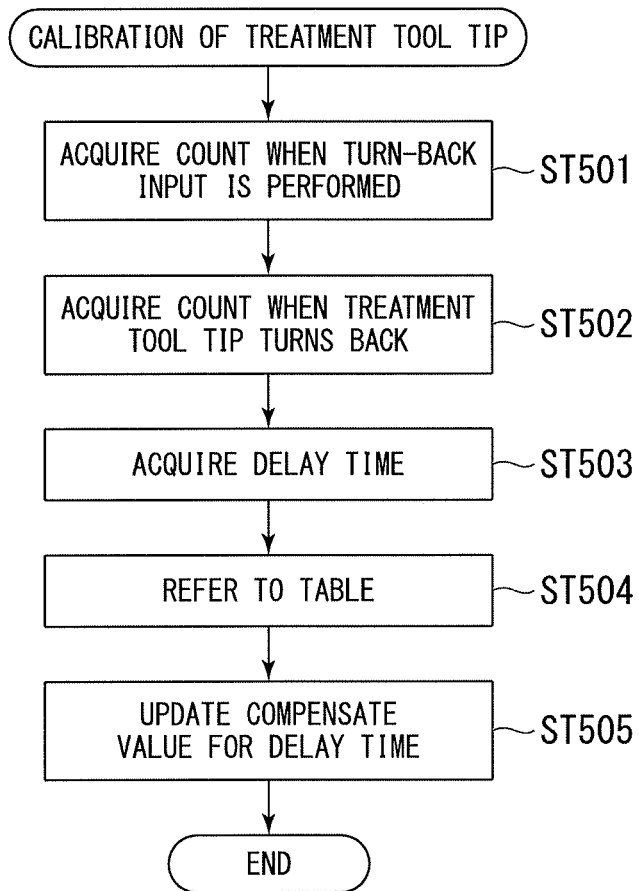 CALIBRATION OF TREATMENT TOOL TIP
ACQUIRE COUNT WHEN TURN-BACK
INPUT IS PERFORMED
ST501
ACQUIRE COUNT WHEN TREATMENT
TOOL TIP TURNS BACK
ST502
ACQUIRE DELAY TIME
ST503
REFER TO TABLE
ST504
UPDATE COMPENSATE
VALUE FOR DELAY TIME
ST505
END